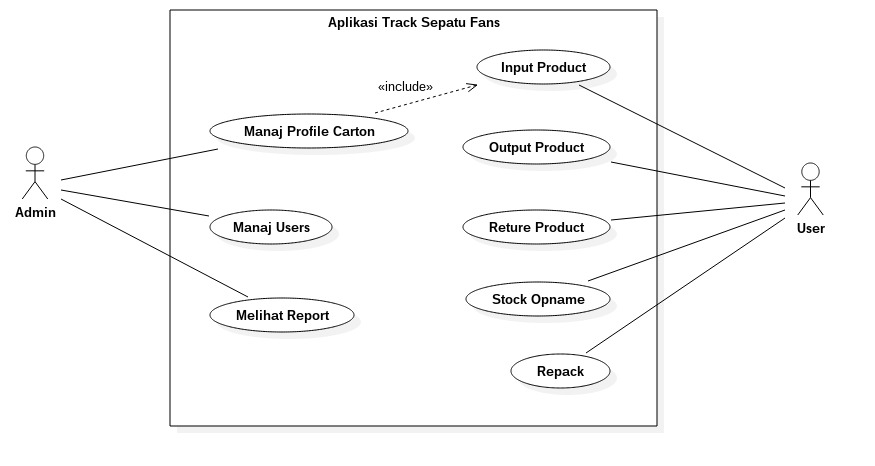 Aplikasi Track Sepatu Fans
Input Product
«include»
Manaj Profile Carton
Output Product
Admin
Manaj Users
Reture Product
User
Stock Opname
Melihat Report
Repack